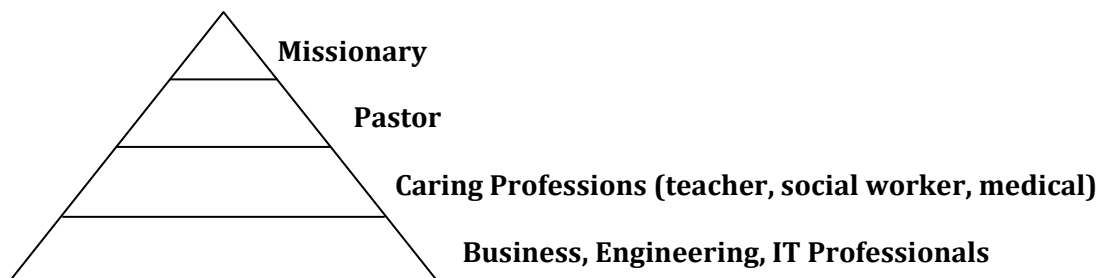 Missionary
Pastor
Caring Professions (teacher, social worker, medical)
Business, Engineering, IT Professionals